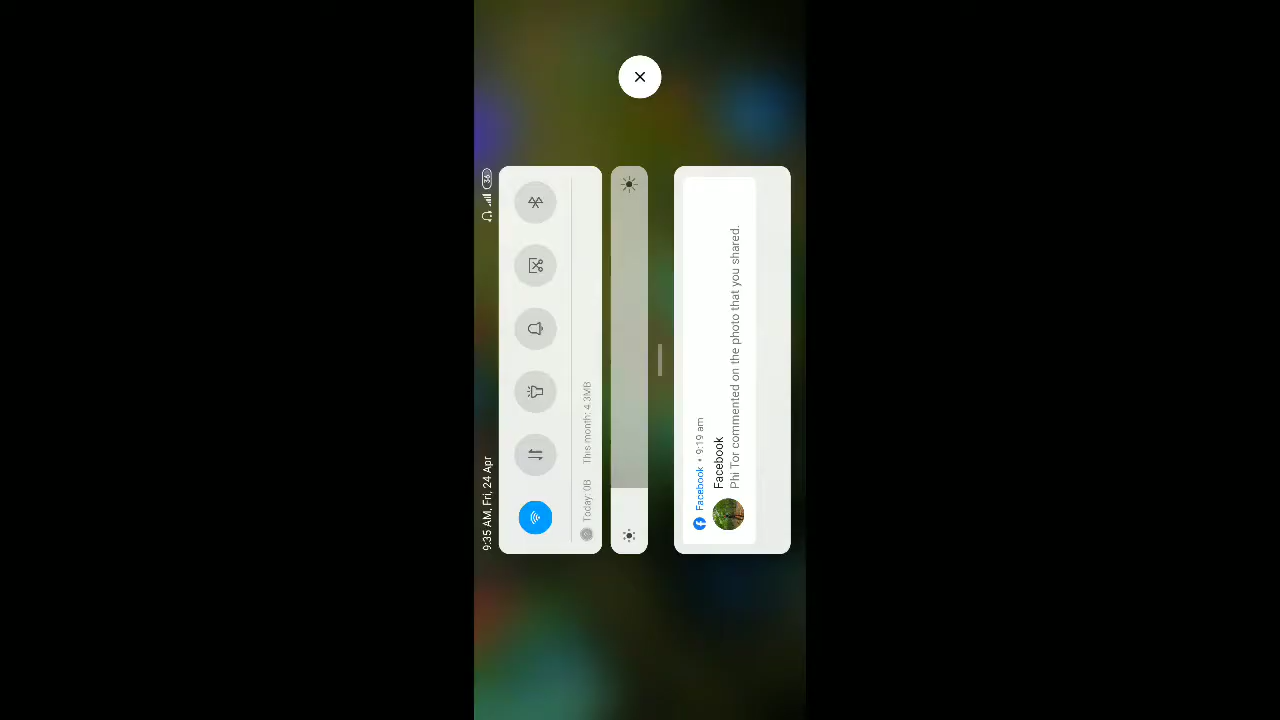 9:35 AM, Fri, 24 Apr
36
Today: 0B This month: 4.3MB
Facebook • 9:19 am
Facebook
Phi Tor commented on the photo that you shared.